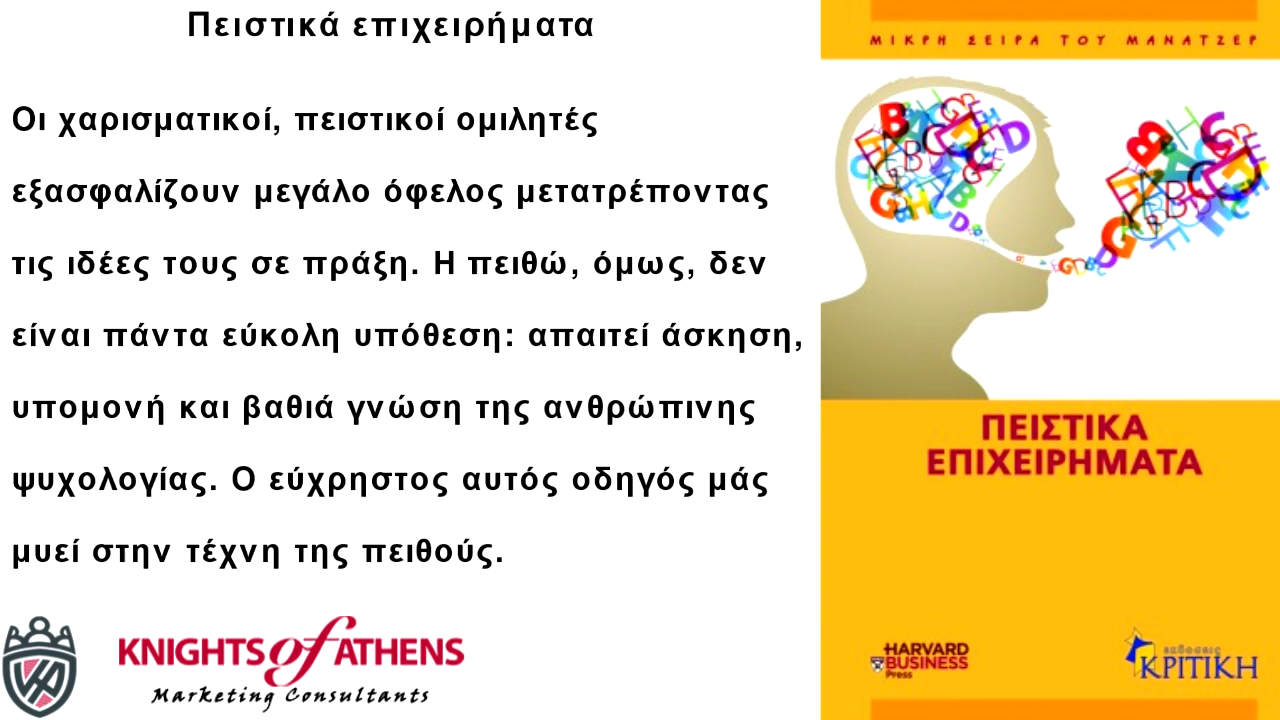 Πειστικά επιχειρήματα
Οι χαρισματικοί, πειστικοί ομιλητές
εξασφαλίζουν μεγάλο όφελος μετατρέποντας
τις ιδέες τους σε πράξη. Η πειθώ, όμως, δεν
είναι πάντα εύκολη υπόθεση: απαιτεί άσκηση,
υπομονή και βαθιά γνώση της ανθρώπινης
ψυχολογίας. Ο εύχρηστος αυτός οδηγός μάς
μυεί στην τέχνη της πειθούς.
KNIGHTS of ATHENS
Marketing Consultants
ΜΙΚΡΗ ΣΕΙΡΑ ΤΟΥ ΜΑΝΑΤΖΕΡ
ΠΕΙΣΤΙΚΑ
ΕΠΙΧΕΙΡΗΜΑΤΑ
HARVARD
BUSINESS
Press
εκδόσεις
ΚΡΙΤΙΚΗ